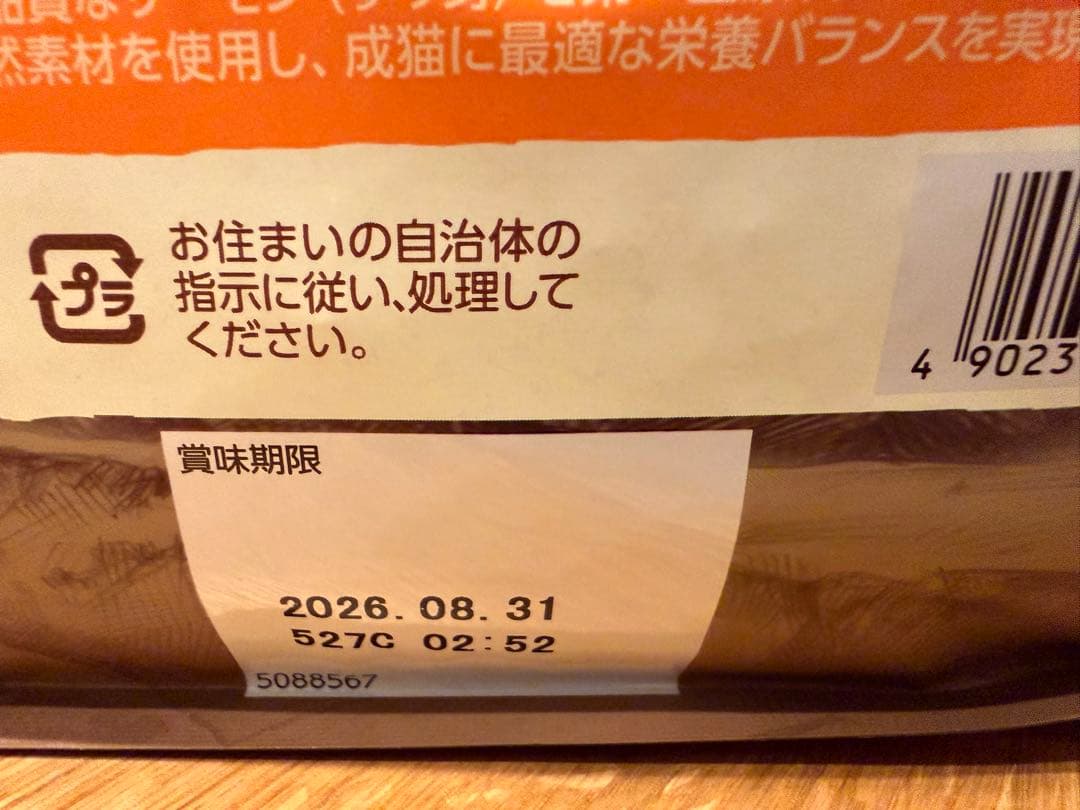 然素材を使用し、成猫に最適な栄養バランスを実現
プラ
お住まいの自治体の
指示に従い、処理して
ください。
4 9023
賞味期限
2026.08.31
527C 02:52
5088567